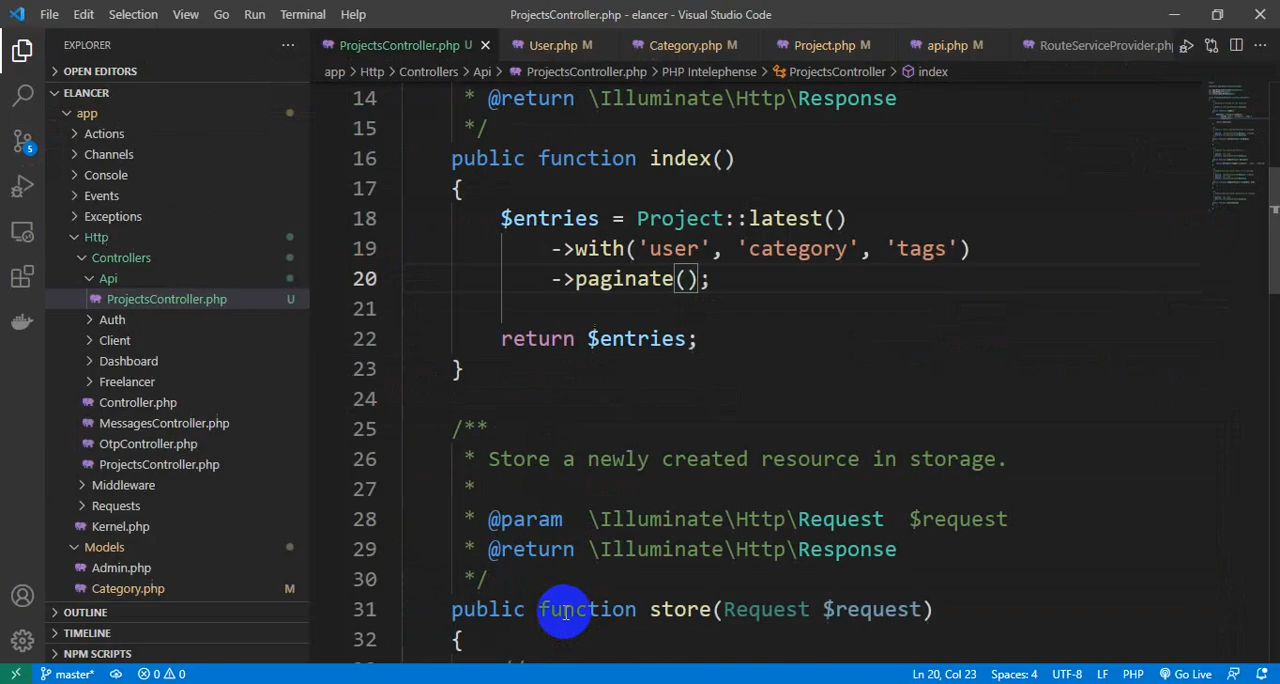 File Edit Selection View Go Run Terminal Help ProjectsController.php - elancer - Visual Studio Code
EXPLORER
ProjectsController.php U
User.php M
Category.php M
Project.php M
api.php M
RouteServiceProvider.php
app > Http > Controllers > Api > ProjectsController.php > PHP Intelephense > ProjectsController > index
OPEN EDITORS
ELANCER
app
Actions
Channels
Console
Events
Exceptions
Http
Controllers
Api
ProjectsController.php U
Auth
Client
Dashboard
Freelancer
Controller.php
MessagesController.php
OtpController.php
ProjectsController.php
Middleware
Requests
Kernel.php
Models
Admin.php
Category.php M
OUTLINE
TIMELINE
NPM SCRIPTS
5
14 * @return \Illuminate\Http\Response
15 */
16 public function index()
17 {
18 $entries = Project::latest()
19 ->with('user', 'category', 'tags')
20 ->paginate();
21
22 return $entries;
23 }
24
25 /**
26 * Store a newly created resource in storage.
27 *
28 * @param \Illuminate\Http\Request $request
29 * @return \Illuminate\Http\Response
30 */
31 public function store(Request $request)
32 {
master* 0 0 Ln 20, Col 23 Spaces: 4 UTF-8 LF PHP Go Live